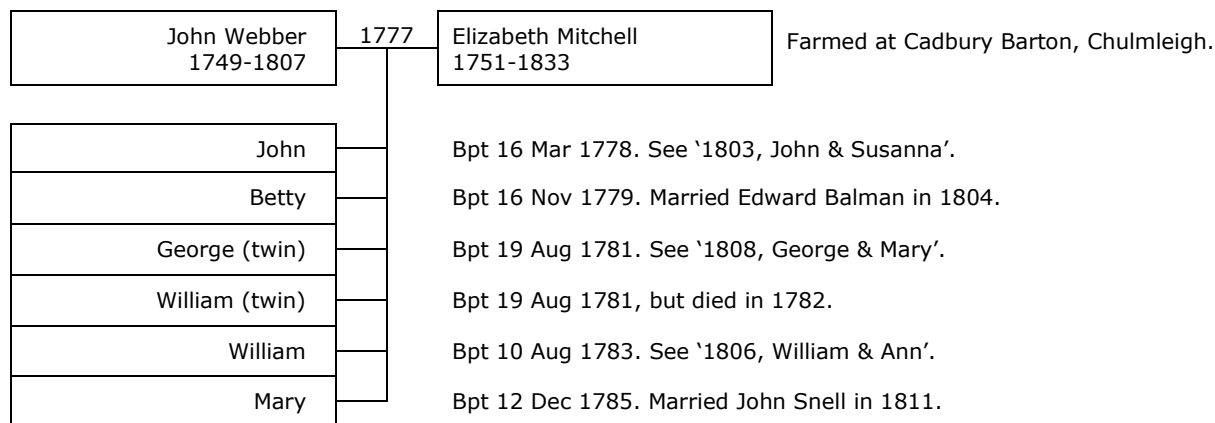 John Webber 1777 Elizabeth Mitchell Farmed at Cadbury Barton, Chulmleigh.
1749-1807 1751-1833
John Bpt 16 Mar 1778. See ‘1803, John & Susanna’.
Betty Bpt 16 Nov 1779. Married Edward Balman in 1804.
George (twin) Bpt 19 Aug 1781. See ‘1808, George & Mary’.
William (twin) Bpt 19 Aug 1781, but died in 1782.
William Bpt 10 Aug 1783. See ‘1806, William & Ann’.
Mary Bpt 12 Dec 1785. Married John Snell in 1811.